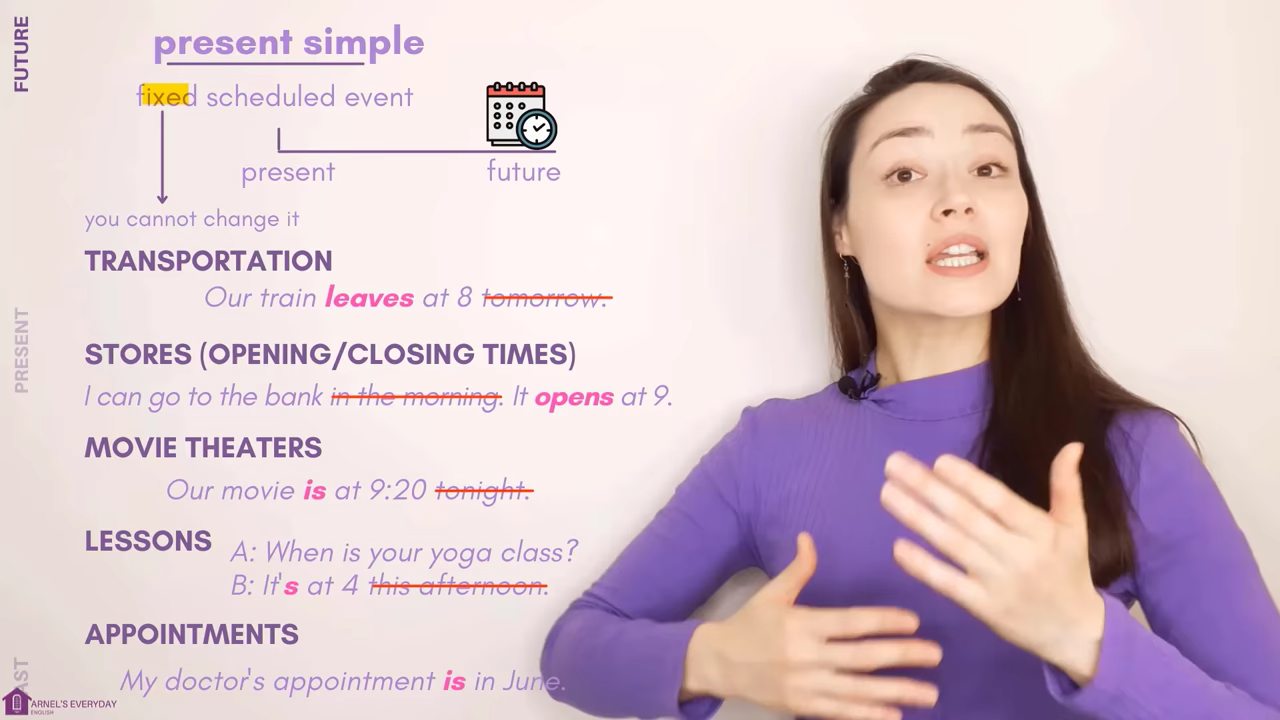 FUTURE
present simple
fixed scheduled event
present future
you cannot change it
TRANSPORTATION
Our train leaves at 8 tomorrow.
PRESENT
STORES (OPENING/CLOSING TIMES)
I can go to the bank in the morning. It opens at 9.
MOVIE THEATERS
Our movie is at 9:20 tonight.
LESSONS
A: When is your yoga class?
B: It's at 4 this afternoon.
APPOINTMENTS
My doctor's appointment is in June.
AST
ARNEL'S EVERYDAY
ENGLISH